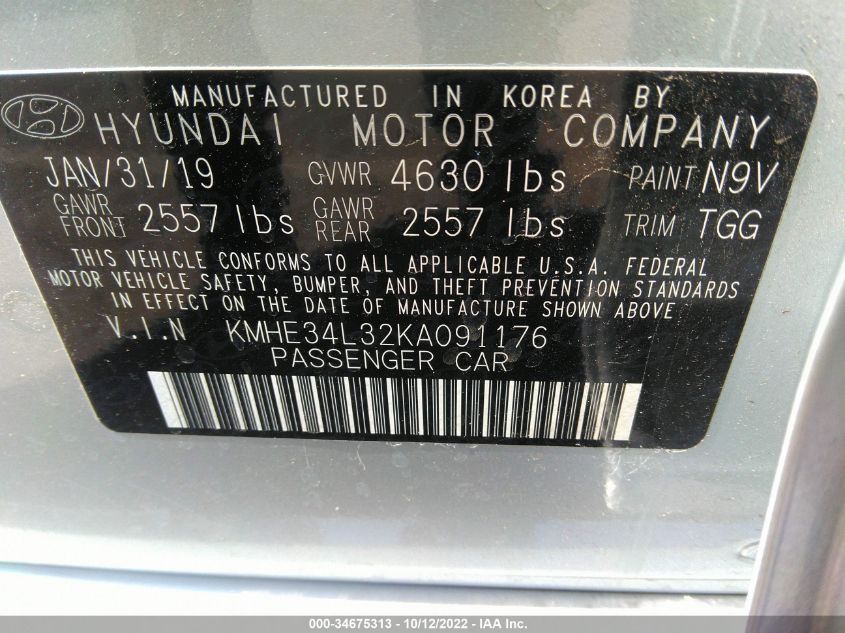 MANUFACTURED IN KOREA BY
HYUNDAI MOTOR COMPANY
JAN/31/19 GVWR 4630 lbs PAINT N9V
GAWR FRONT 2557 lbs GAWR REAR 2557 lbs TRIM TGG
THIS VEHICLE CONFORMS TO ALL APPLICABLE U.S.A. FEDERAL
MOTOR VEHICLE SAFETY, BUMPER, AND THEFT PREVENTION STANDARDS
IN EFFECT ON THE DATE OF MANUFACTURE SHOWN ABOVE
V.I.N KMHE34L32KA091176
PASSENGER CAR
000-34675313 - 10/12/2022 - IAA Inc.